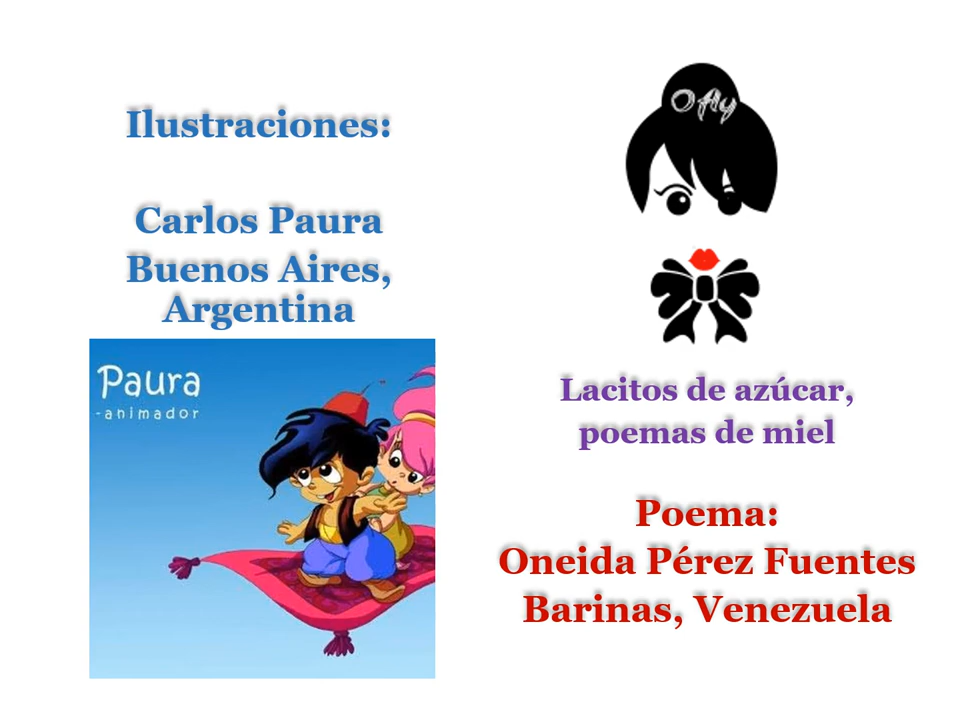 Ilustraciones:
Carlos Paura
Buenos Aires,
Argentina
Paura
-animador
Ofly
Lacitos de azúcar,
poemas de miel
Poema:
Oneida Pérez Fuentes
Barinas, Venezuela